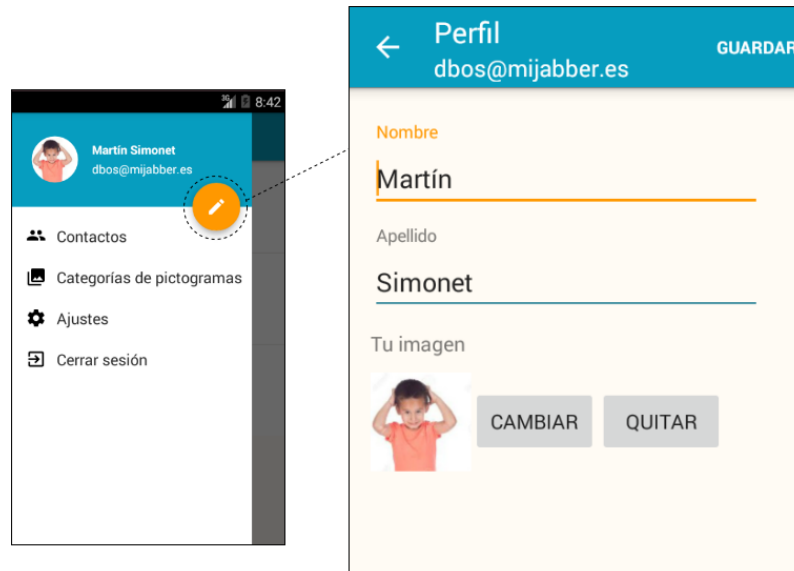 3G 8:42
Martín Simonet
dbos@mijabber.es
Contactos
Categorías de pictogramas
Ajustes
Cerrar sesión
Perfil
dbos@mijabber.es
GUARDAR
Nombre
Martín
Apellido
Simonet
Tu imagen
CAMBIAR
QUITAR